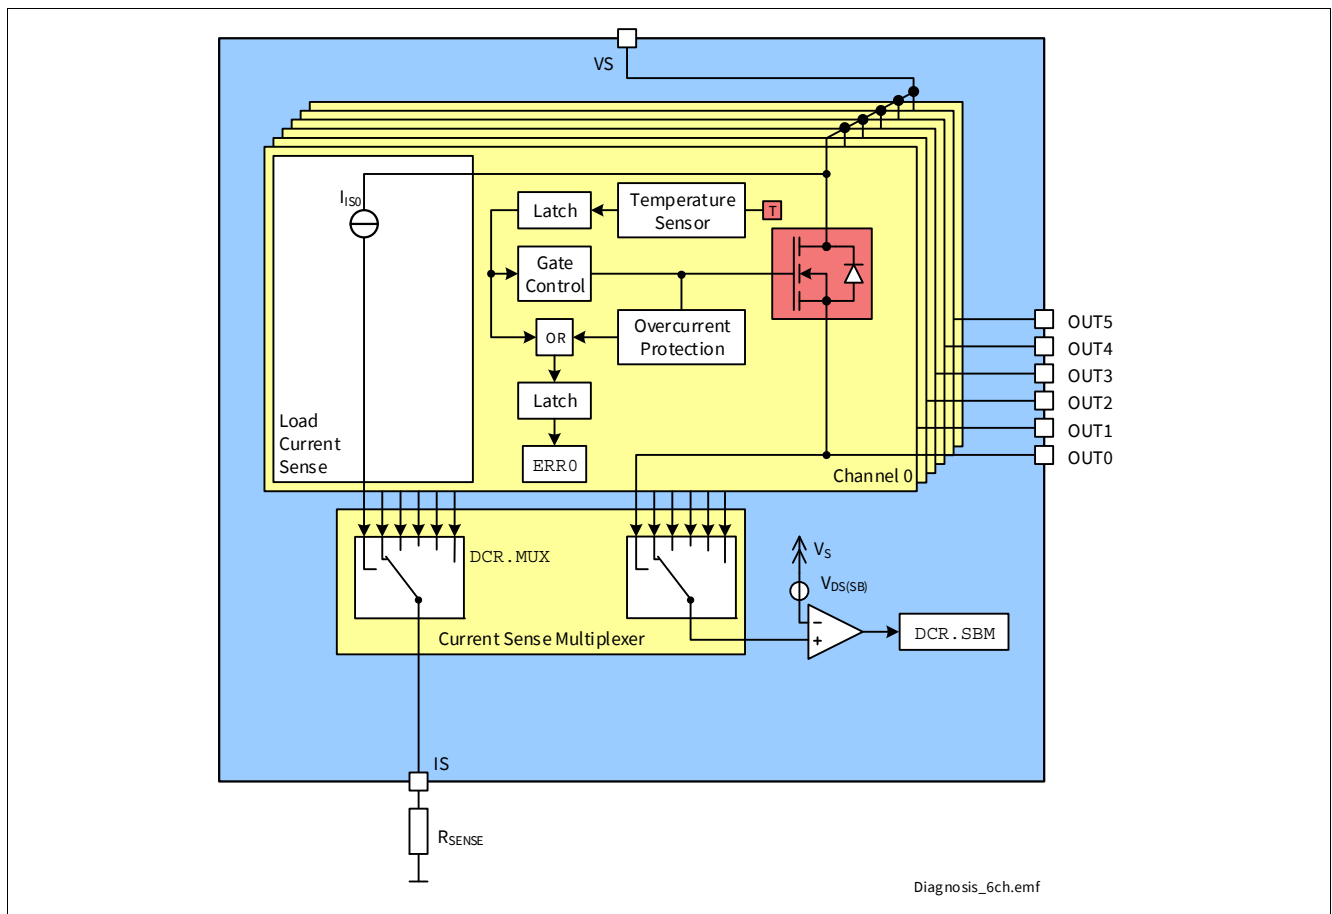 VS
IIS0
Latch
Temperature
Sensor
T
Gate
Control
OR
Overcurrent
Protection
Latch
ERR0
Load
Current
Sense
Channel 0
OUT5
OUT4
OUT3
OUT2
OUT1
OUT0
DCR.MUX
Current Sense Multiplexer
VS
VDS(SB)
-
+
DCR.SBM
IS
RSENSE
Diagnosis_6ch.emf